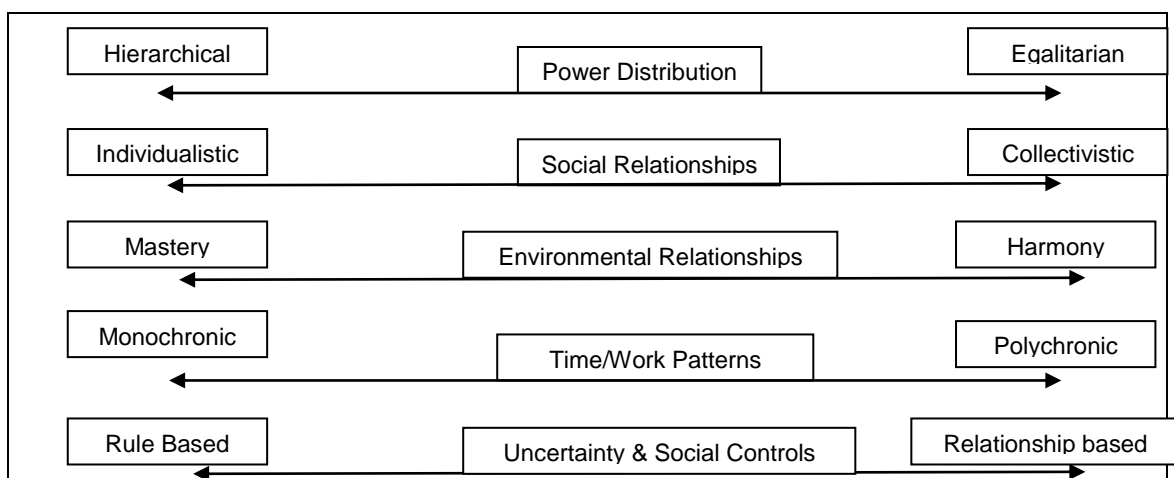 Hierarchical
Power Distribution
Egalitarian
Individualistic
Social Relationships
Collectivistic
Mastery
Environmental Relationships
Harmony
Monochronic
Time/Work Patterns
Polychronic
Rule Based
Uncertainty & Social Controls
Relationship based